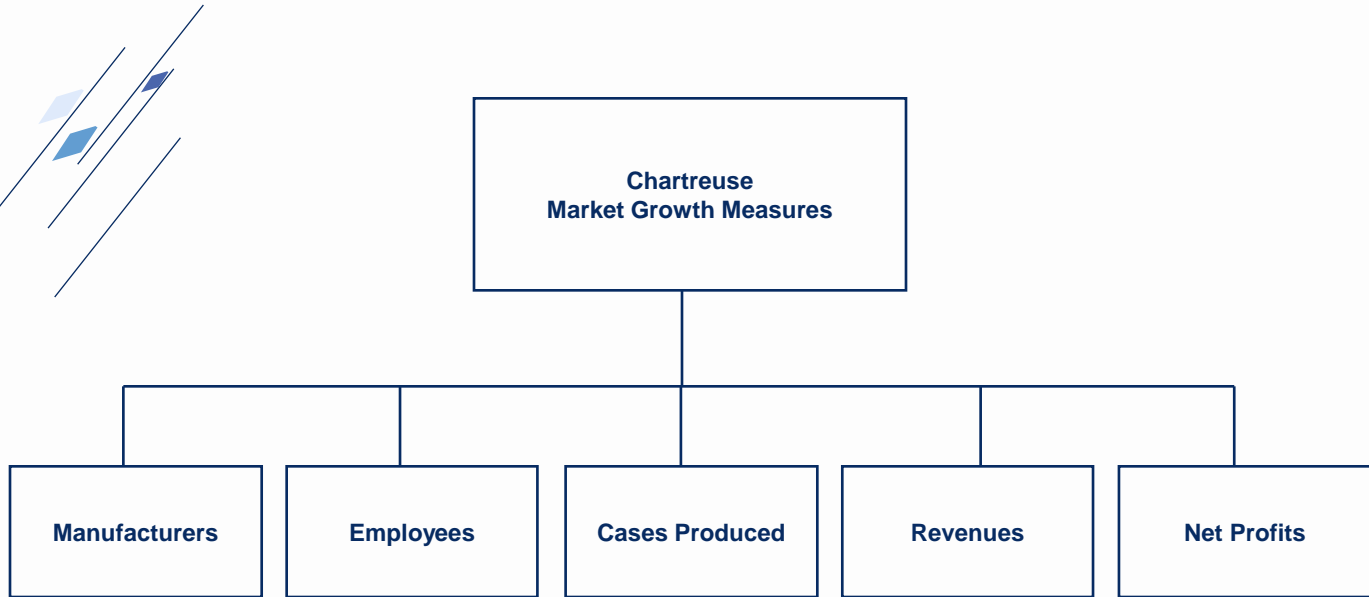 Chartreuse
Market Growth Measures
Manufacturers
Employees
Cases Produced
Revenues
Net Profits